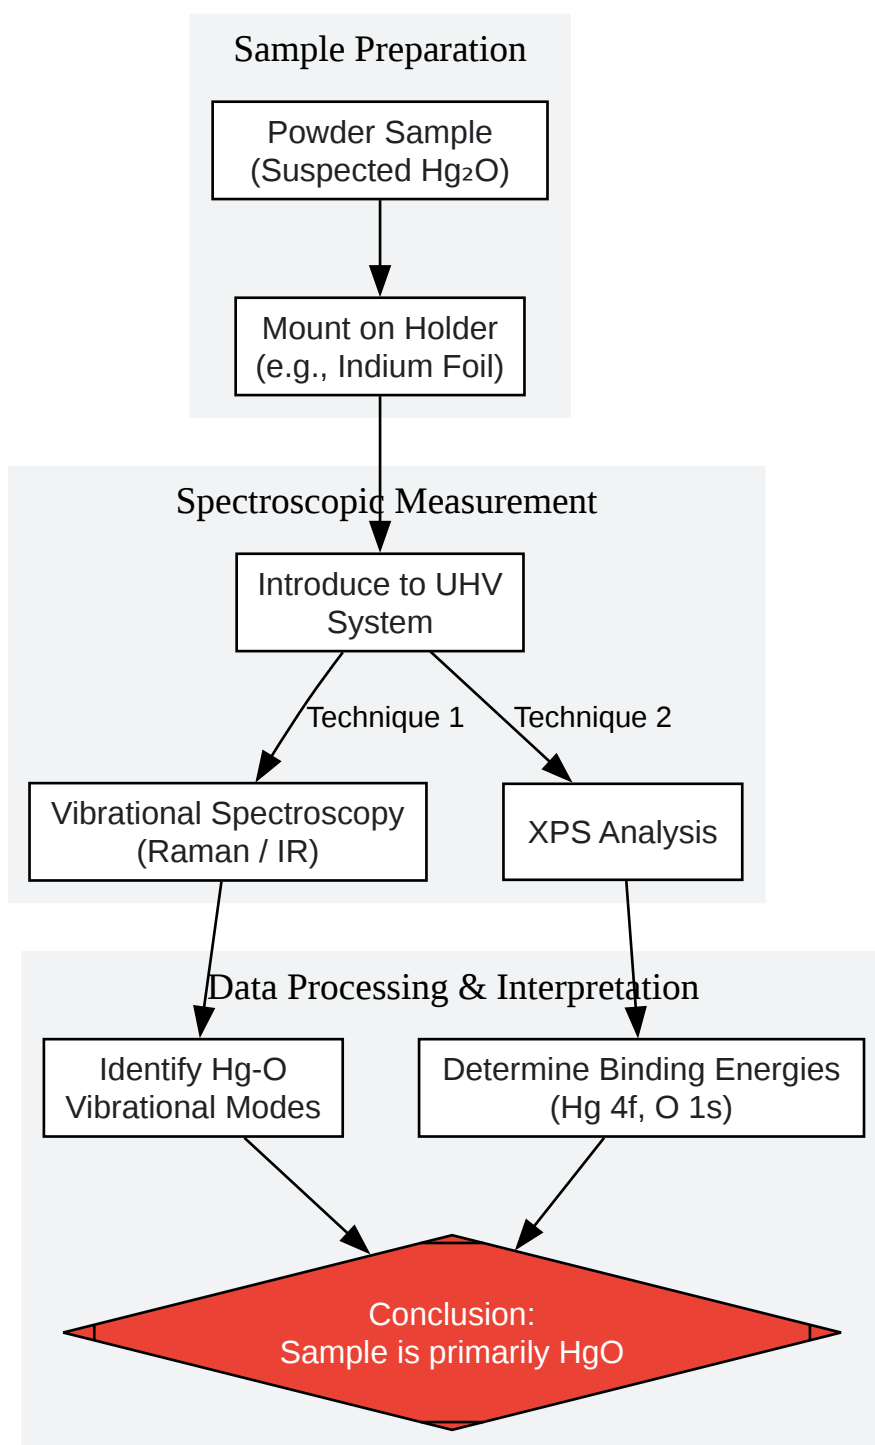 Sample Preparation
Powder Sample
(Suspected Hg₂O)
Mount on Holder
(e.g., Indium Foil)
Spectroscopic Measurement
Introduce to UHV
System
Technique 1
Technique 2
Vibrational Spectroscopy
(Raman / IR)
XPS Analysis
Data Processing & Interpretation
Identify Hg-O
Vibrational Modes
Determine Binding Energies
(Hg 4f, O 1s)
Conclusion:
Sample is primarily HgO